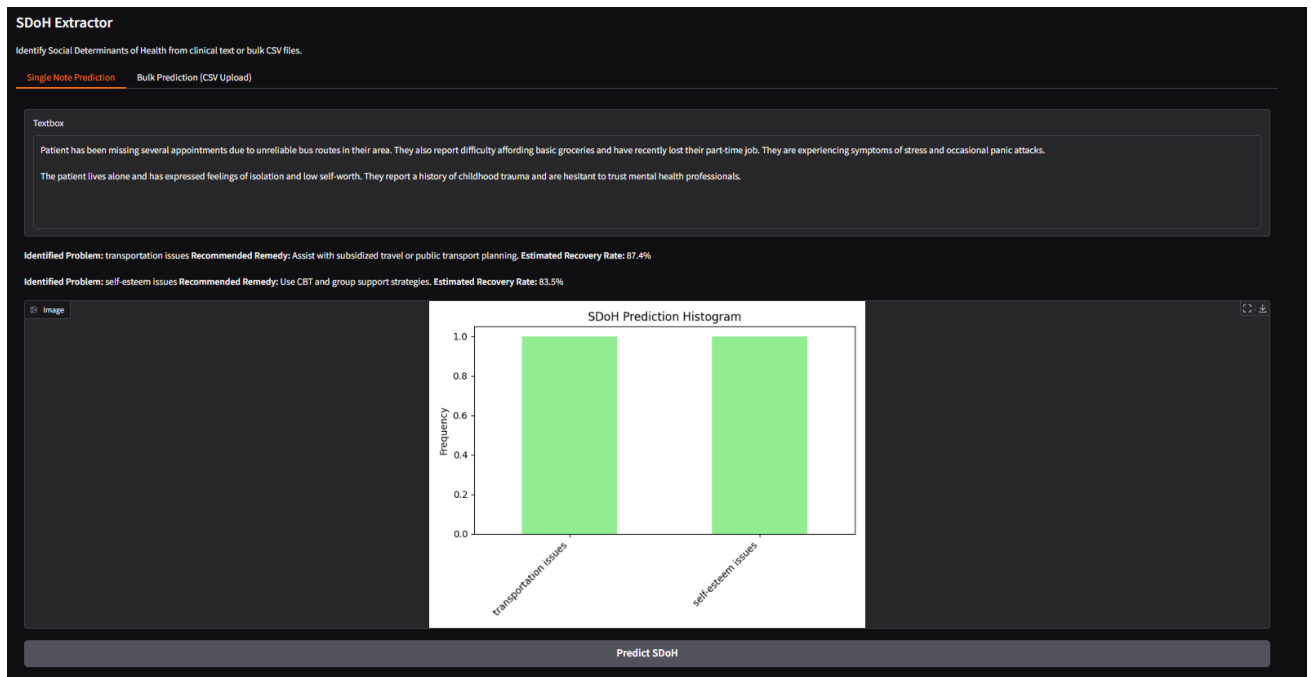 SDoH Extractor
Identify Social Determinants of Health from clinical text or bulk CSV files.
Single Note Prediction
Bulk Prediction (CSV Upload)
Textbox
Patient has been missing several appointments due to unreliable bus routes in their area. They also report difficulty affording basic groceries and have recently lost their part-time job. They are experiencing symptoms of stress and occasional panic attacks.
The patient lives alone and has expressed feelings of isolation and low self-worth. They report a history of childhood trauma and are hesitant to trust mental health professionals.
Identified Problem: transportation issues Recommended Remedy: Assist with subsidized travel or public transport planning. Estimated Recovery Rate: 87.4%
Identified Problem: self-esteem issues Recommended Remedy: Use CBT and group support strategies. Estimated Recovery Rate: 83.5%
Image
SDoH Prediction Histogram
1.0
0.8
0.6
0.4
0.2
0.0
Frequency
transportation issues
self-esteem issues
Predict SDoH